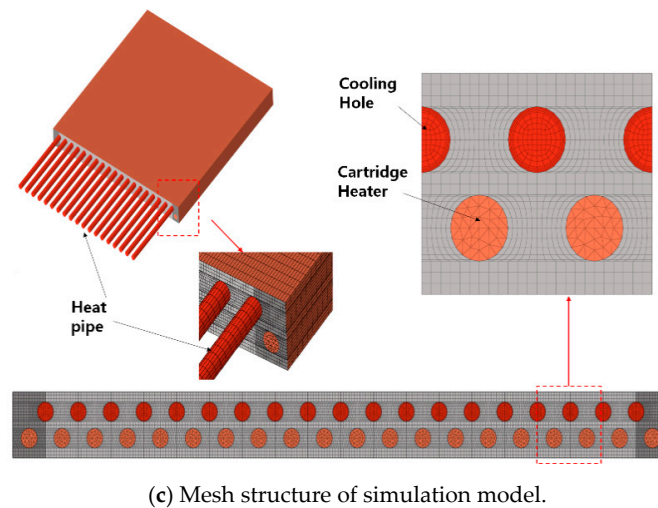 Cooling
Hole
Cartridge
Heater
Heat
pipe
(c) Mesh structure of simulation model.